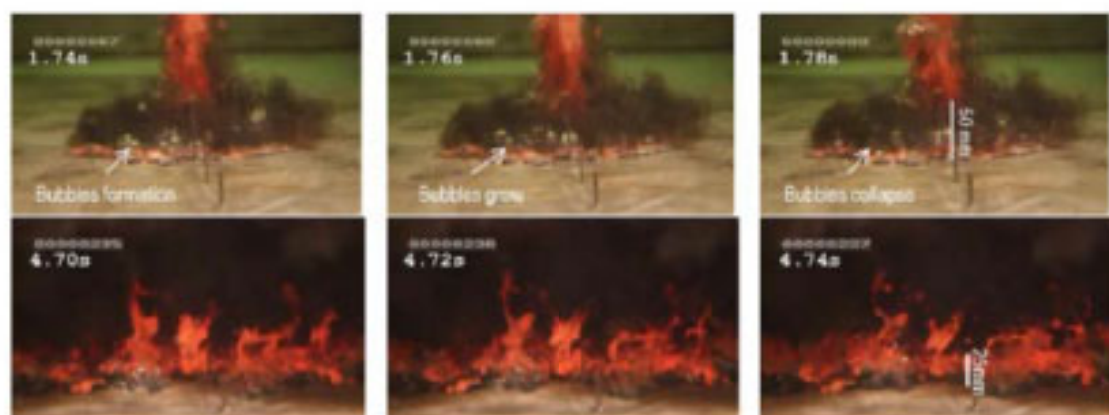 1.74s
Bubbles formation
1.76s
Bubbles grow
1.78s
50 mm
Bubbles collapse
4.70s
4.72s
4.74s
25mm